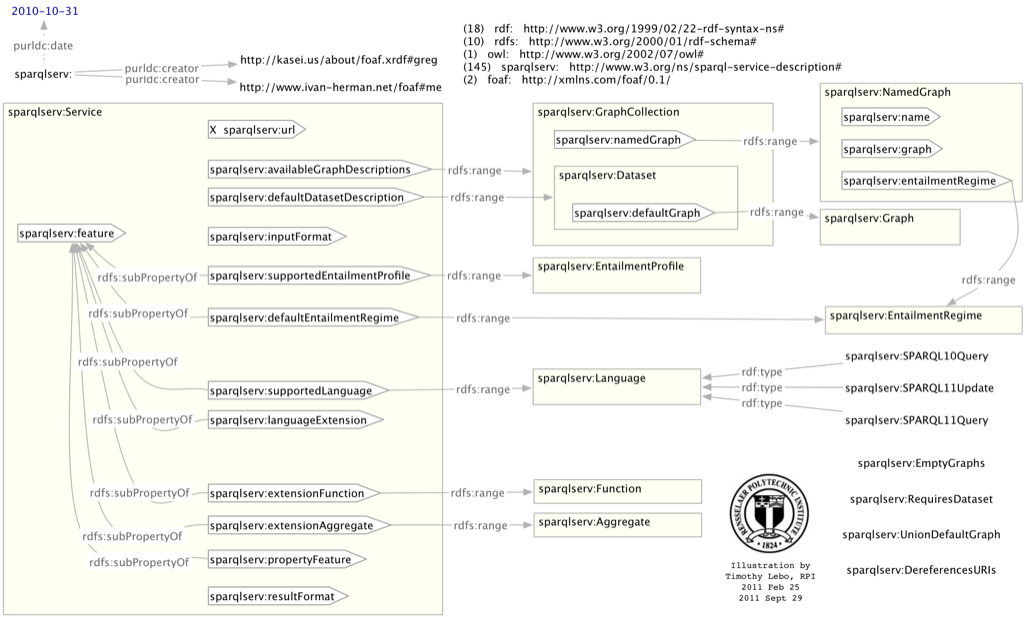 2010-10-31
purldc:date
sparqlserv:
purldc:creator
http://kasei.us/about/foaf.xrdf#greg
purldc:creator
http://www.ivan-herman.net/foaf#me
(18) rdf: http://www.w3.org/1999/02/22-rdf-syntax-ns#
(10) rdfs: http://www.w3.org/2000/01/rdf-schema#
(1) owl: http://www.w3.org/2002/07/owl#
(145) sparqlserv: http://www.w3.org/ns/sparql-service-description#
(2) foaf: http://xmlns.com/foaf/0.1/
sparqlserv:Service
X sparqlserv:url
sparqlserv:availableGraphDescriptions
rdfs:range
sparqlserv:defaultDatasetDescription
rdfs:range
sparqlserv:feature
sparqlserv:inputFormat
rdfs:subPropertyOf
sparqlserv:supportedEntailmentProfile
rdfs:range
rdfs:subPropertyOf
sparqlserv:defaultEntailmentRegime
rdfs:range
rdfs:subPropertyOf
sparqlserv:supportedLanguage
rdfs:range
rdfs:subPropertyOf
sparqlserv:languageExtension
rdfs:subPropertyOf
sparqlserv:extensionFunction
rdfs:range
rdfs:subPropertyOf
sparqlserv:extensionAggregate
rdfs:range
rdfs:subPropertyOf
sparqlserv:propertyFeature
sparqlserv:resultFormat
sparqlserv:GraphCollection
sparqlserv:namedGraph
rdfs:range
sparqlserv:Dataset
sparqlserv:defaultGraph
rdfs:range
sparqlserv:NamedGraph
sparqlserv:name
sparqlserv:graph
sparqlserv:entailmentRegime
sparqlserv:Graph
rdfs:range
sparqlserv:EntailmentProfile
sparqlserv:EntailmentRegime
sparqlserv:Language
rdf:type
rdf:type
rdf:type
sparqlserv:SPARQL10Query
sparqlserv:SPARQL11Update
sparqlserv:SPARQL11Query
sparqlserv:Function
sparqlserv:Aggregate
sparqlserv:EmptyGraphs
sparqlserv:RequiresDataset
sparqlserv:UnionDefaultGraph
sparqlserv:DereferencesURIs
RENSSELAER POLYTECHNIC INSTITUTE
• 1824 •
Illustration by
Timothy Lebo, RPI
2011 Feb 25
2011 Sept 29